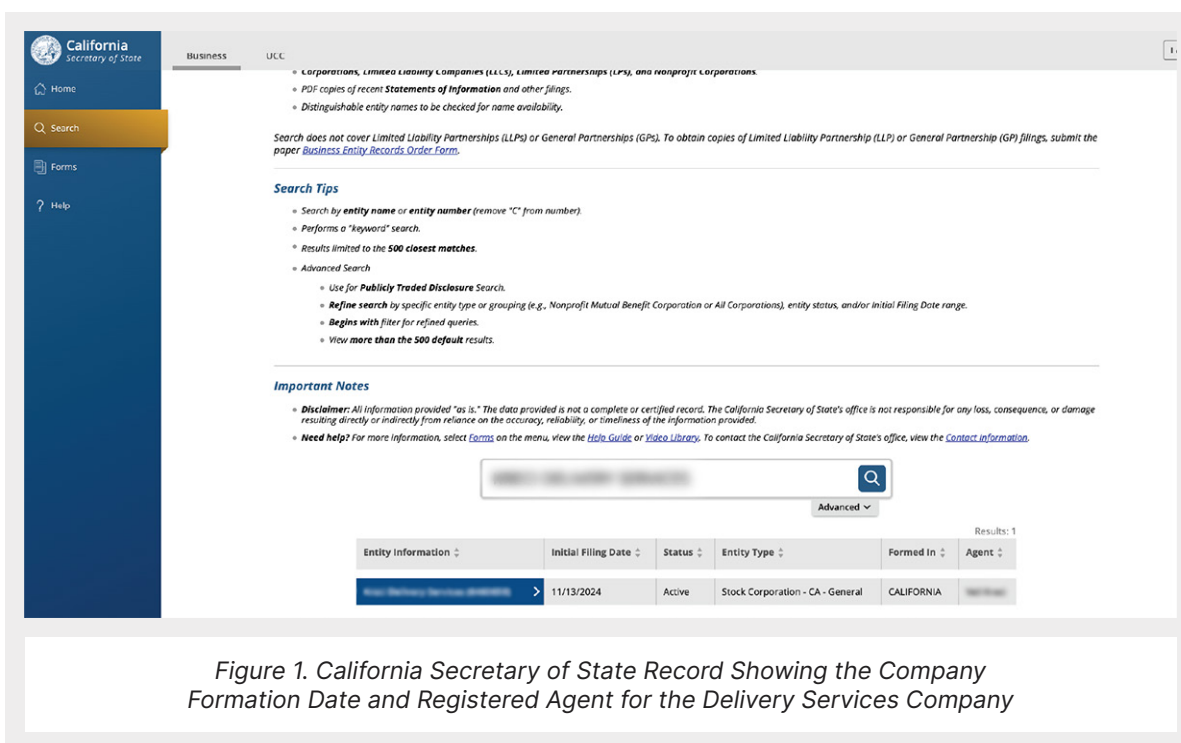 California
Secretary of State
Business
UCC
Home
Search
Forms
Help
Corporations, Limited Liability Companies (LLCs), Limited Partnerships (LPs), and Nonprofit Corporations.
PDF copies of recent Statements of Information and other filings.
Distinguishable entity names to be checked for name availability.
Search does not cover Limited Liability Partnerships (LLPs) or General Partnerships (GPs). To obtain copies of Limited Liability Partnership (LLP) or General Partnership (GP) filings, submit the
paper Business Entity Records Order Form.
Search Tips
Search by entity name or entity number (remove "C" from number).
Performs a "keyword" search.
Results limited to the 500 closest matches.
Advanced Search
Use for Publicly Traded Disclosure Search.
Refine search by specific entity type or grouping (e.g., Nonprofit Mutual Benefit Corporation or All Corporations), entity status, and/or Initial Filing Date range.
Begins with filter for refined queries.
View more than the 500 default results.
Important Notes
Disclaimer: All information provided "as is." The data provided is not a complete or certified record. The California Secretary of State's office is not responsible for any loss, consequence, or damage
resulting directly or indirectly from reliance on the accuracy, reliability, or timeliness of the information provided.
Need help? For more information, select Forms on the menu, view the Help Guide or Video Library. To contact the California Secretary of State's office, view the Contact Information.
Advanced
Results: 1
Entity Information Initial Filing Date Status Entity Type Formed In Agent
11/13/2024 Active Stock Corporation - CA - General CALIFORNIA
Figure 1. California Secretary of State Record Showing the Company
Formation Date and Registered Agent for the Delivery Services Company